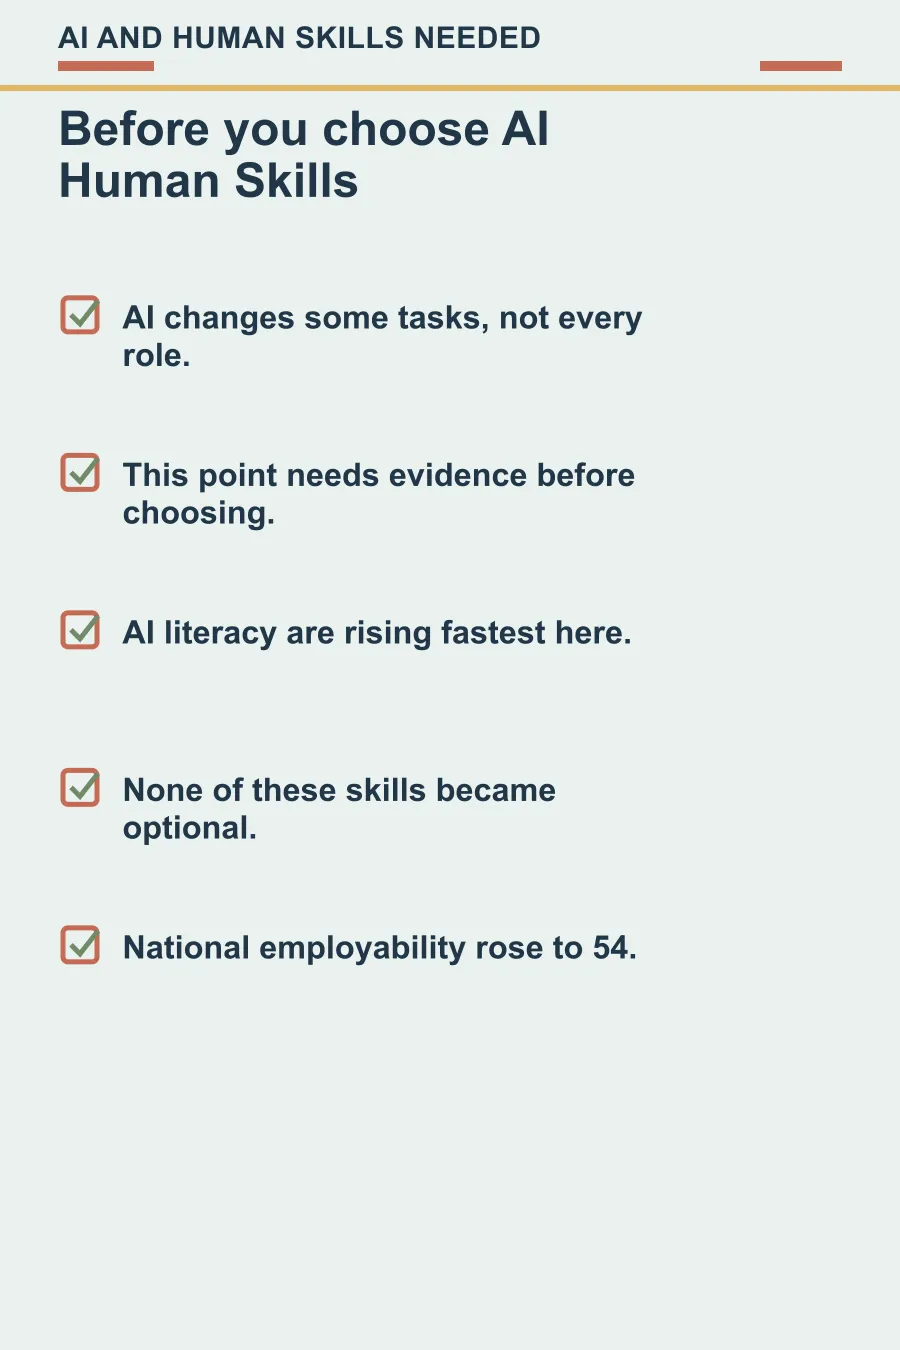 AI AND HUMAN SKILLS NEEDED
Before you choose AI
Human Skills
AI changes some tasks, not every
role.
This point needs evidence before
choosing.
AI literacy are rising fastest here.
None of these skills became
optional.
National employability rose to 54.